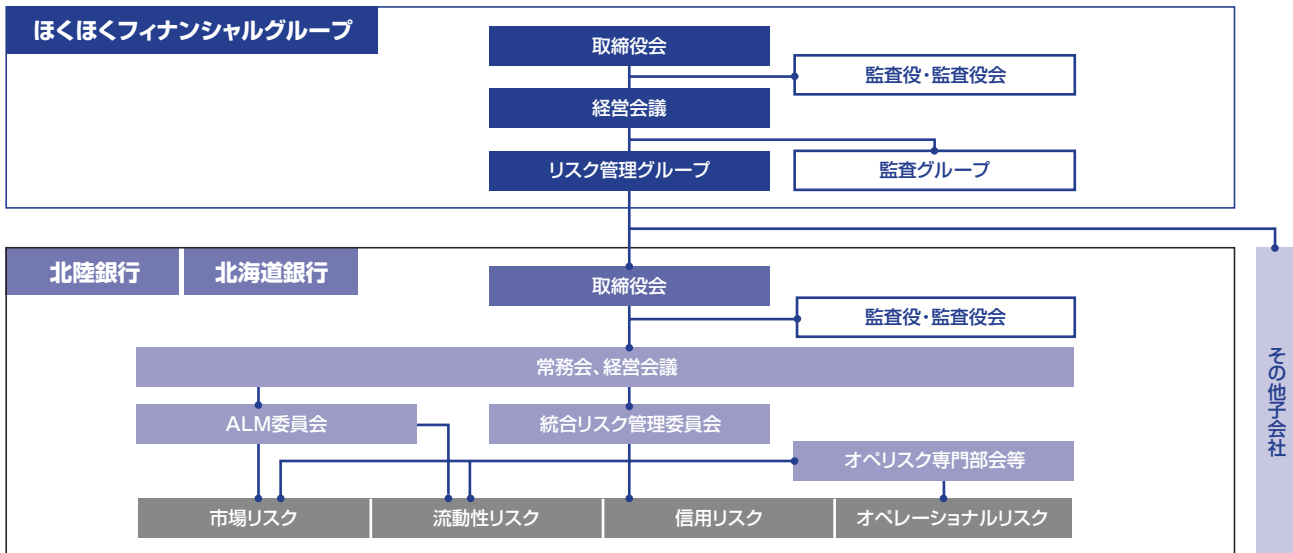 ほくほくフィナンシャルグループ
取締役会
監査役・監査役会
経営会議
リスク管理グループ
監査グループ
北陸銀行
北海道銀行
取締役会
監査役・監査役会
常務会、経営会議
ALM委員会
統合リスク管理委員会
オペリスク専門部会等
市場リスク
流動性リスク
信用リスク
オペレーショナルリスク
その他子会社